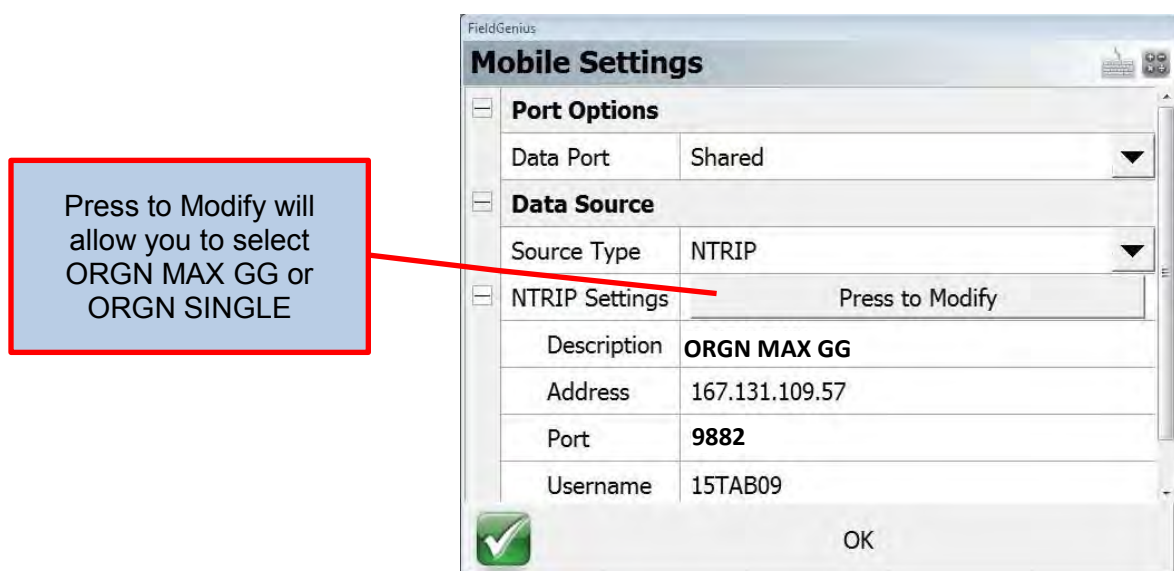 FieldGenius
Mobile Settings
Port Options
Data Port Shared
Data Source
Source Type NTRIP
NTRIP Settings Press to Modify
Description ORGN MAX GG
Address 167.131.109.57
Port 9882
Username 15TAB09
OK
Press to Modify will
allow you to select
ORGN MAX GG or
ORGN SINGLE